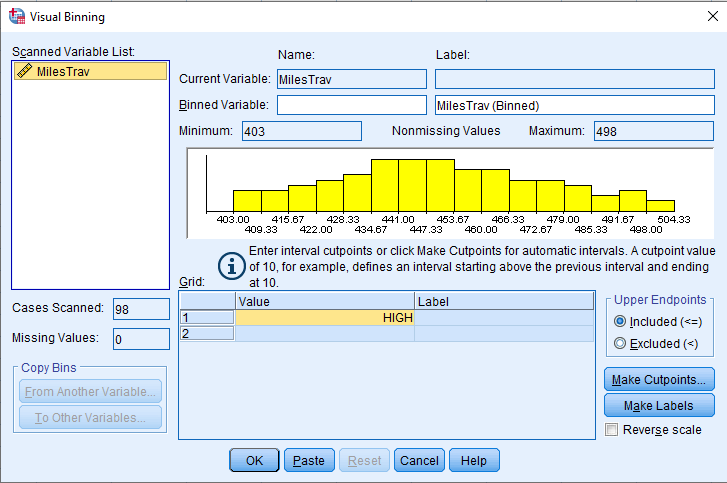 Visual Binning
Scanned Variable List:
MilesTrav
Name:
Label:
Current Variable:
MilesTrav
Binned Variable:
MilesTrav (Binned)
Minimum:
403
Nonmissing Values
Maximum:
498
403.00 415.67 428.33 441.00 453.67 466.33 479.00 491.67 504.33
409.33 422.00 434.67 447.33 460.00 472.67 485.33 498.00
Enter interval cutpoints or click Make Cutpoints for automatic intervals. A cutpoint value
of 10, for example, defines an interval starting above the previous interval and ending
at 10.
Grid:
Value
Label
1
HIGH
2
Cases Scanned:
98
Missing Values:
0
Copy Bins
From Another Variable...
To Other Variables...
Upper Endpoints
Included (<=)
Excluded (<)
Make Cutpoints...
Make Labels
Reverse scale
OK
Paste
Reset
Cancel
Help